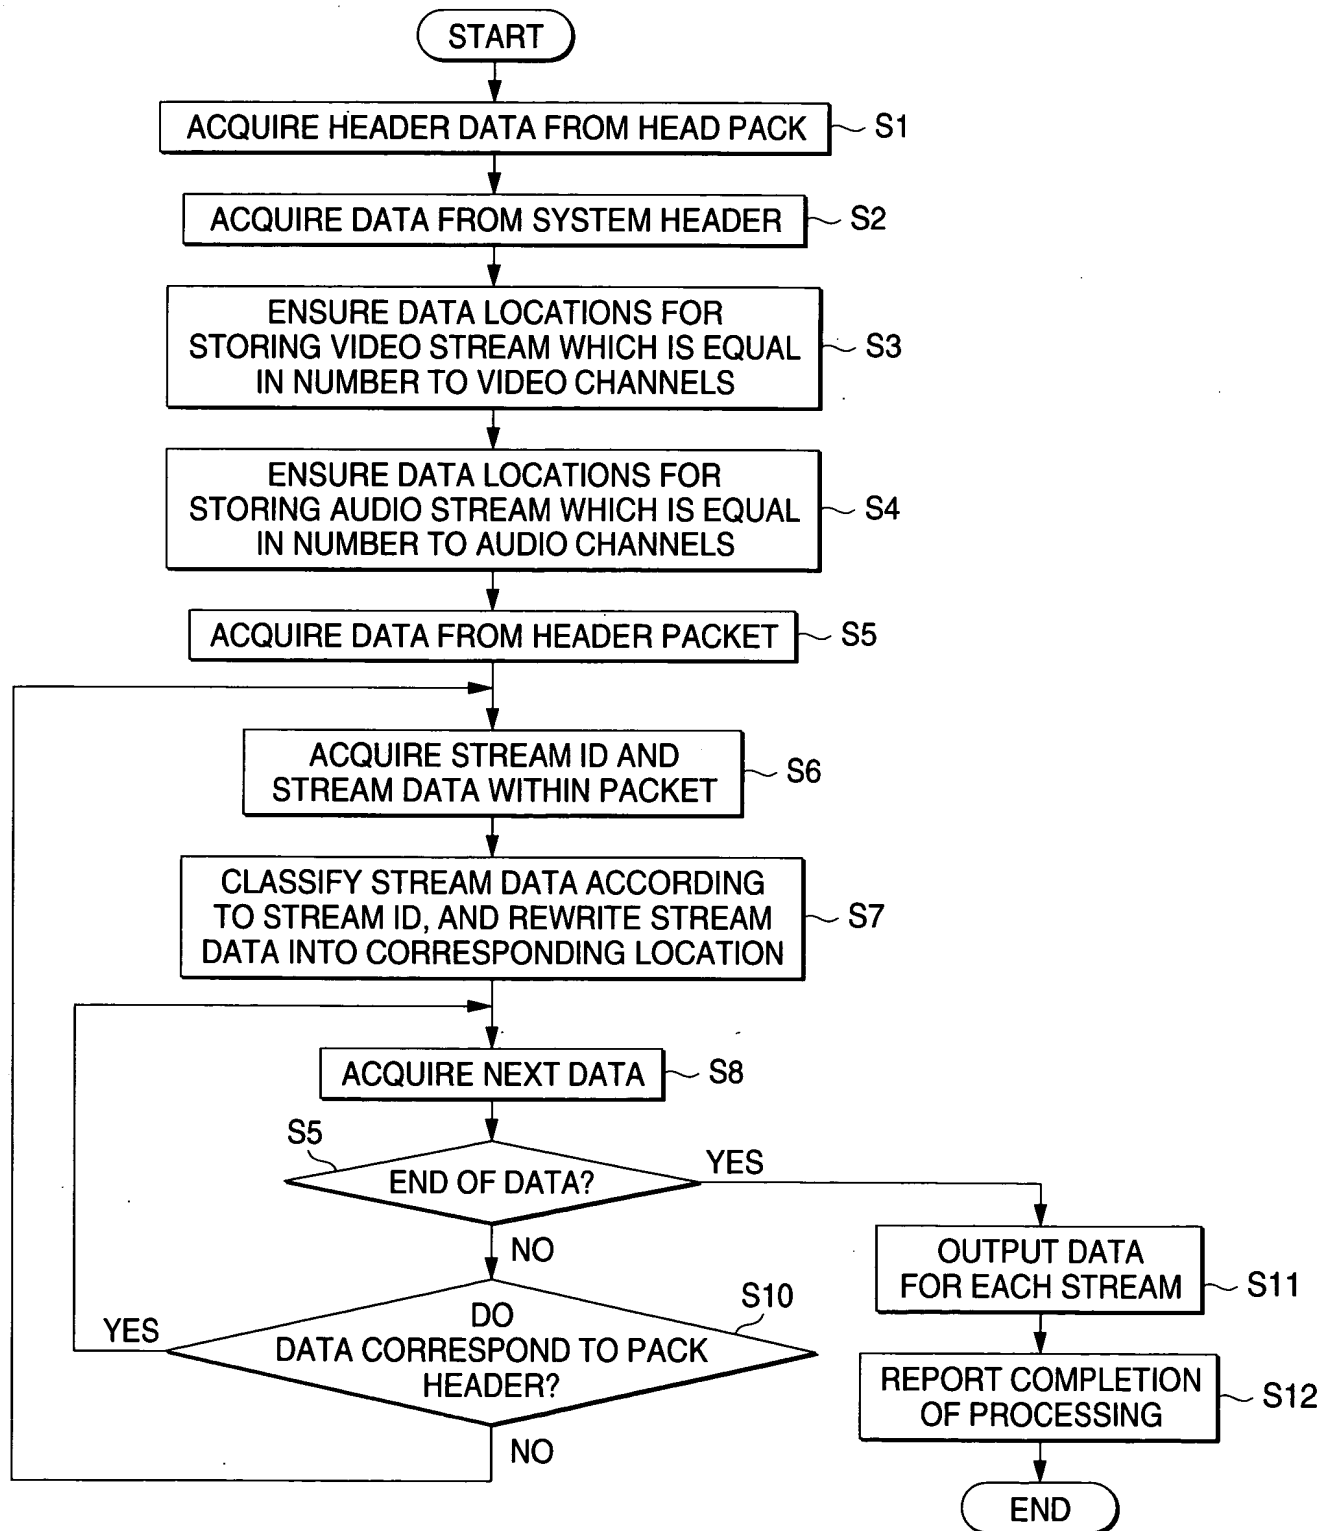 START
ACQUIRE HEADER DATA FROM HEAD PACK
S1
ACQUIRE DATA FROM SYSTEM HEADER
S2
ENSURE DATA LOCATIONS FOR
STORING VIDEO STREAM WHICH IS EQUAL
IN NUMBER TO VIDEO CHANNELS
S3
ENSURE DATA LOCATIONS FOR
STORING AUDIO STREAM WHICH IS EQUAL
IN NUMBER TO AUDIO CHANNELS
S4
ACQUIRE DATA FROM HEADER PACKET
S5
ACQUIRE STREAM ID AND
STREAM DATA WITHIN PACKET
S6
CLASSIFY STREAM DATA ACCORDING
TO STREAM ID, AND REWRITE STREAM
DATA INTO CORRESPONDING LOCATION
S7
ACQUIRE NEXT DATA
S8
S5
END OF DATA?
YES
NO
DO
DATA CORRESPOND TO PACK
HEADER?
S10
YES
NO
OUTPUT DATA
FOR EACH STREAM
S11
REPORT COMPLETION
OF PROCESSING
S12
END